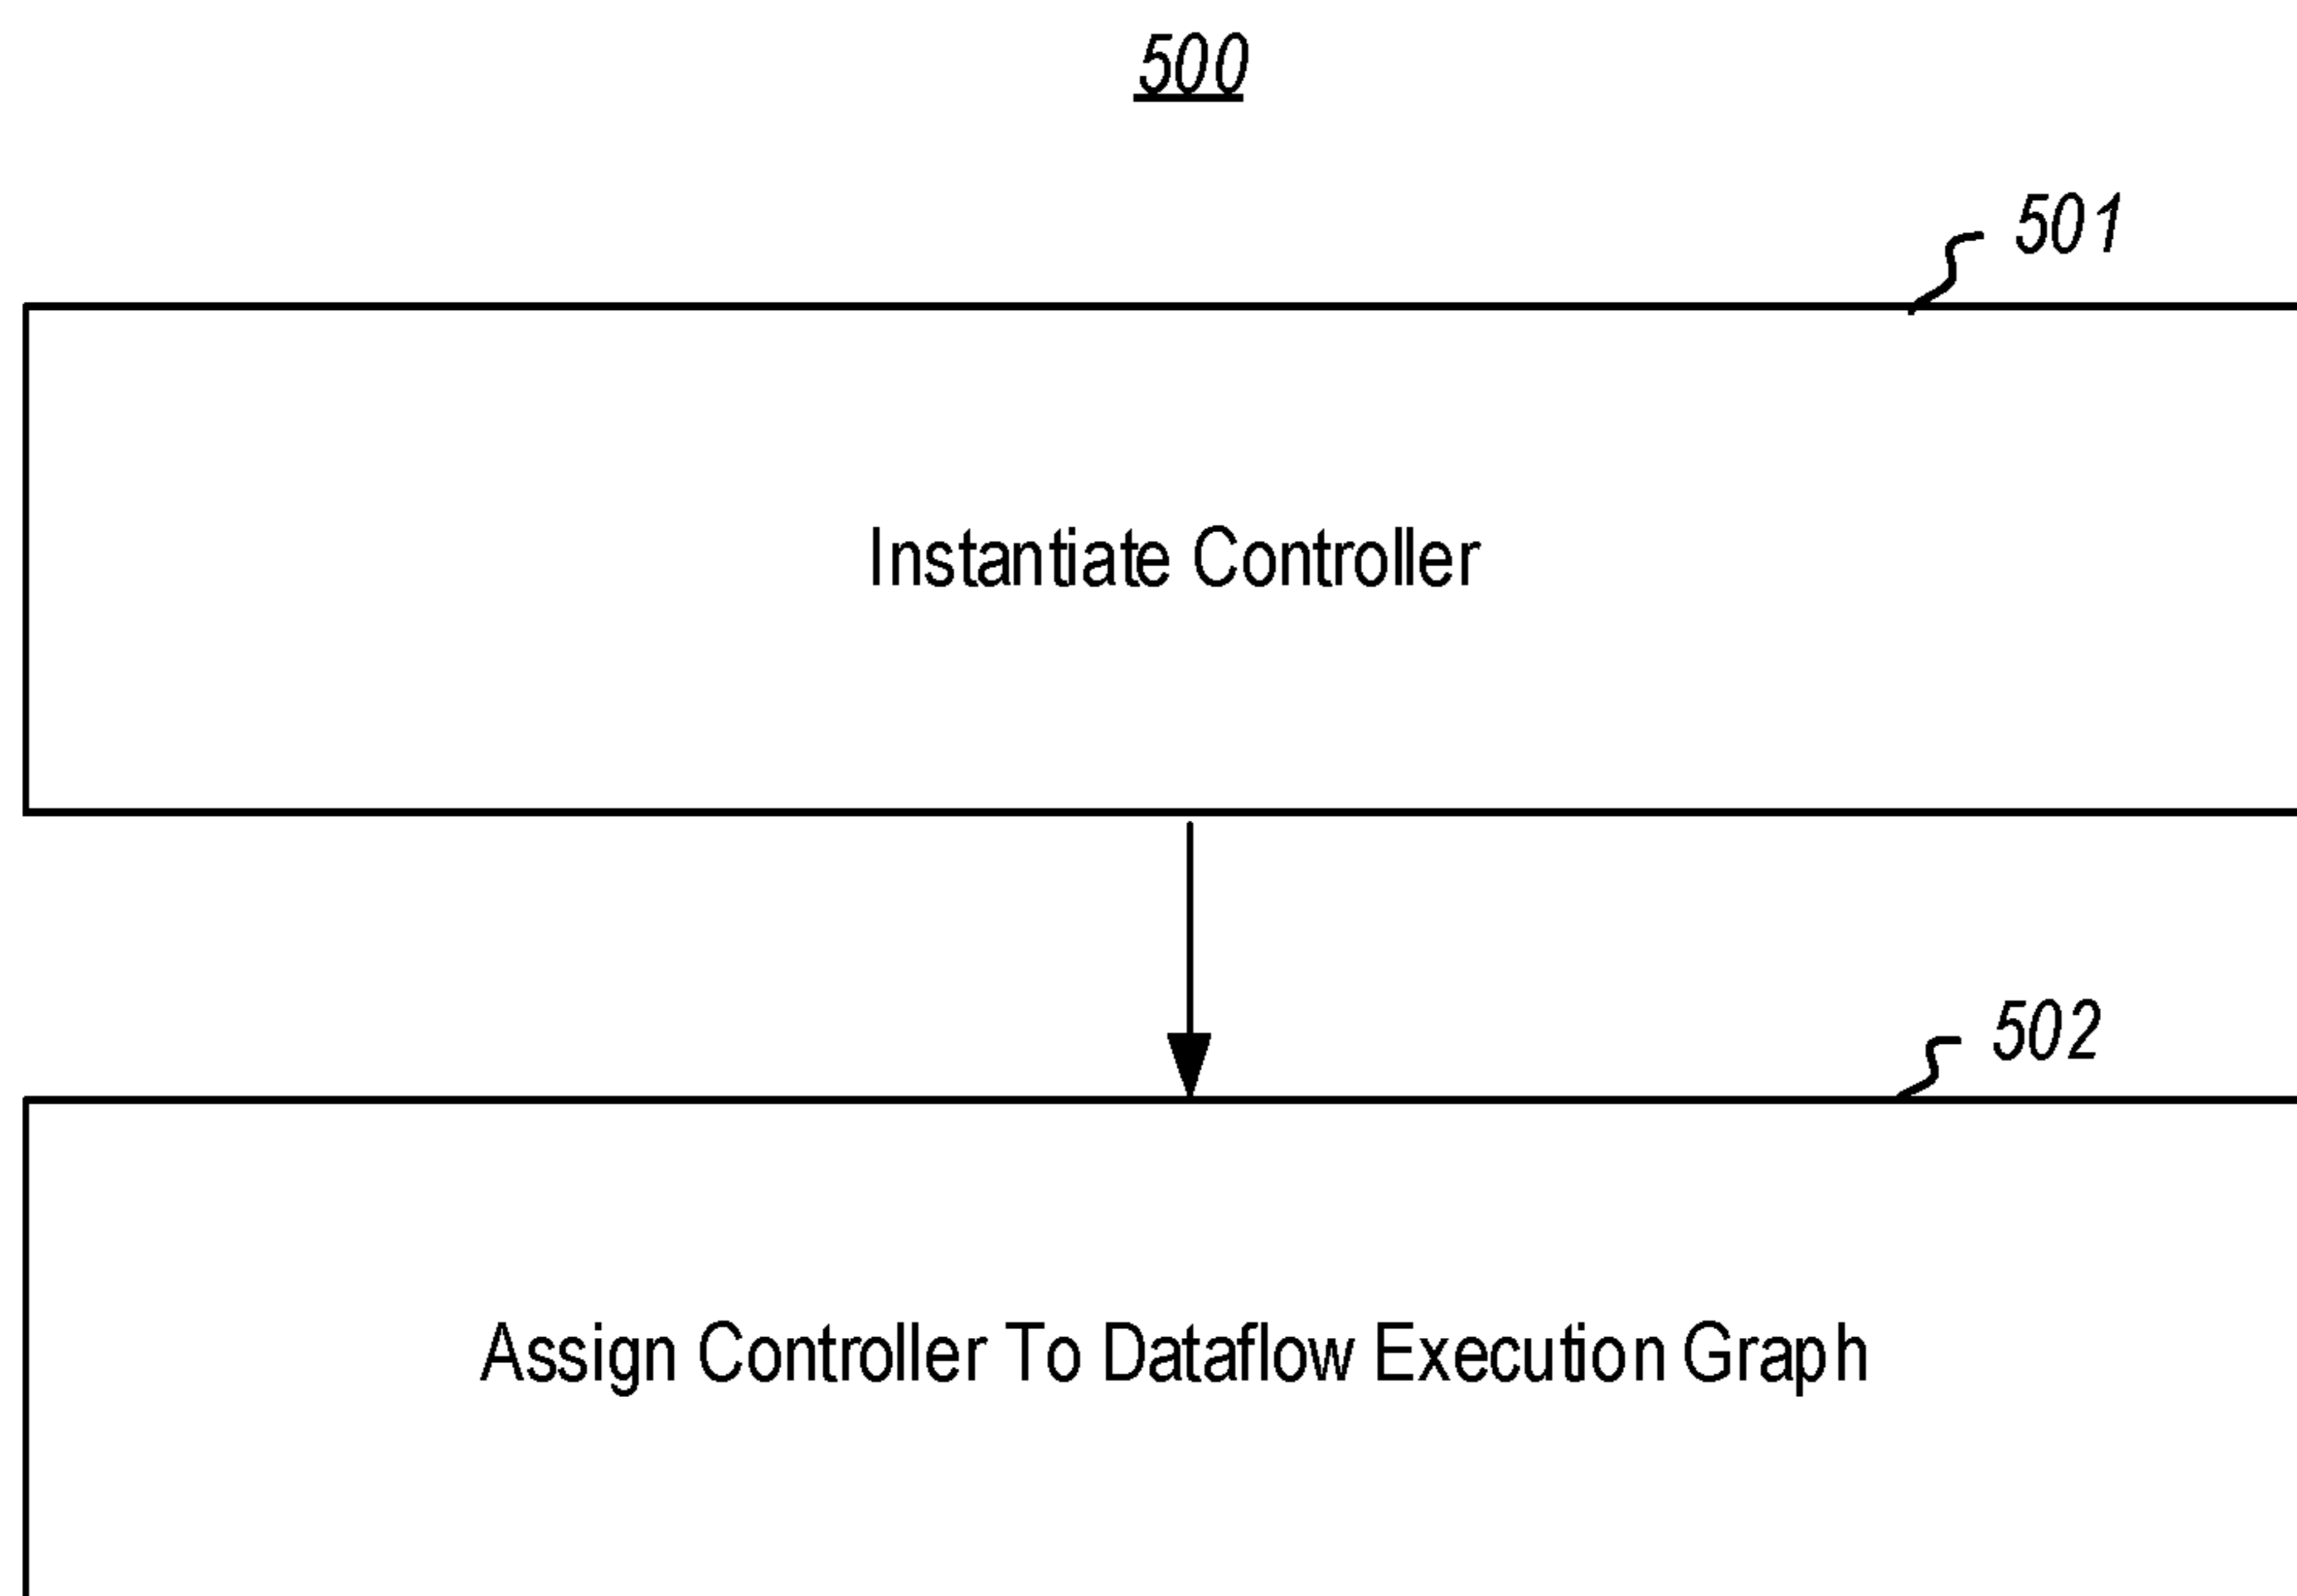 500
501
Instantiate Controller
502
Assign Controller To Dataflow Execution Graph